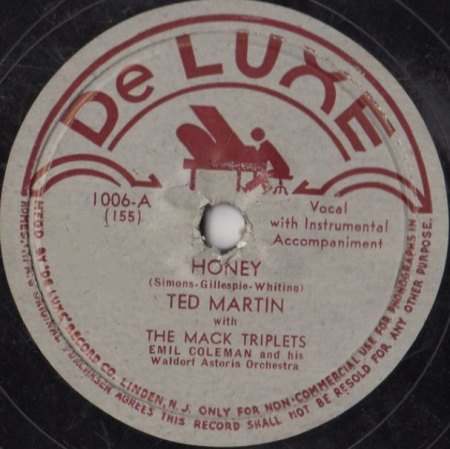 De LUXE
1006-A
(155)
Vocal
with Instrumental
Accompaniment
HONEY
(Simons-Gillespie-Whiting)
TED MARTIN
with
THE MACK TRIPLETS
EMIL COLEMAN and his
Waldorf Astoria Orchestra
MFGD. BY "DE LUXE" RECORD CO. LINDEN, N. J. ONLY FOR NON-COMMERCIAL USE FOR PHONOGRAPHS IN
HOMES. ORIGINAL PURCHASER AGREES THIS RECORD SHALL NOT BE RESOLD FOR ANY OTHER PURPOSE.